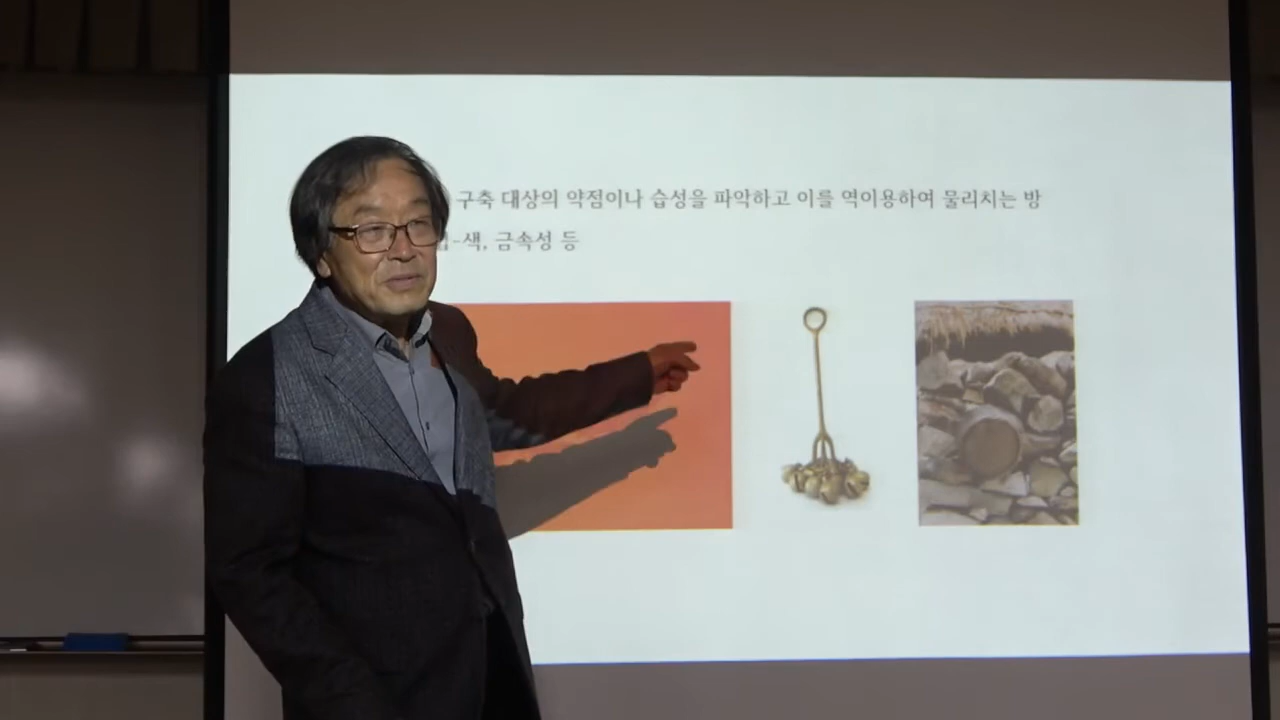 구축 대상의 약점이나 습성을 파악하고 이를 역이용하여 물리치는 방
색, 금속성 등